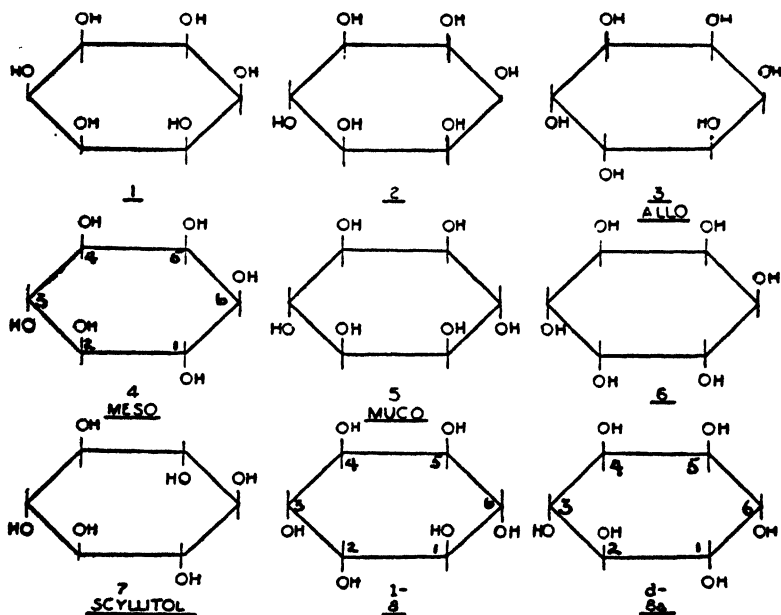 OH OH
HO OH
OH HO
1
OH OH
OH
HO OH OH
2
OH OH
OH
OH HO
OH
3
ALLO
OH OH
4 5 OH
3 6
HO OH
2 1
OH
4
MESO
OH OH
HO OH OH OH
5
MUCO
OH OH
OH
OH
OH OH
6
OH
HO OH
HO OH
OH
7
SCYLLITOL
OH OH
4 5
3 6
OH HO OH
2 1
OH
l-
8
OH OH
4 5
3 6
HO OH OH
2 1
OH
d-
8a